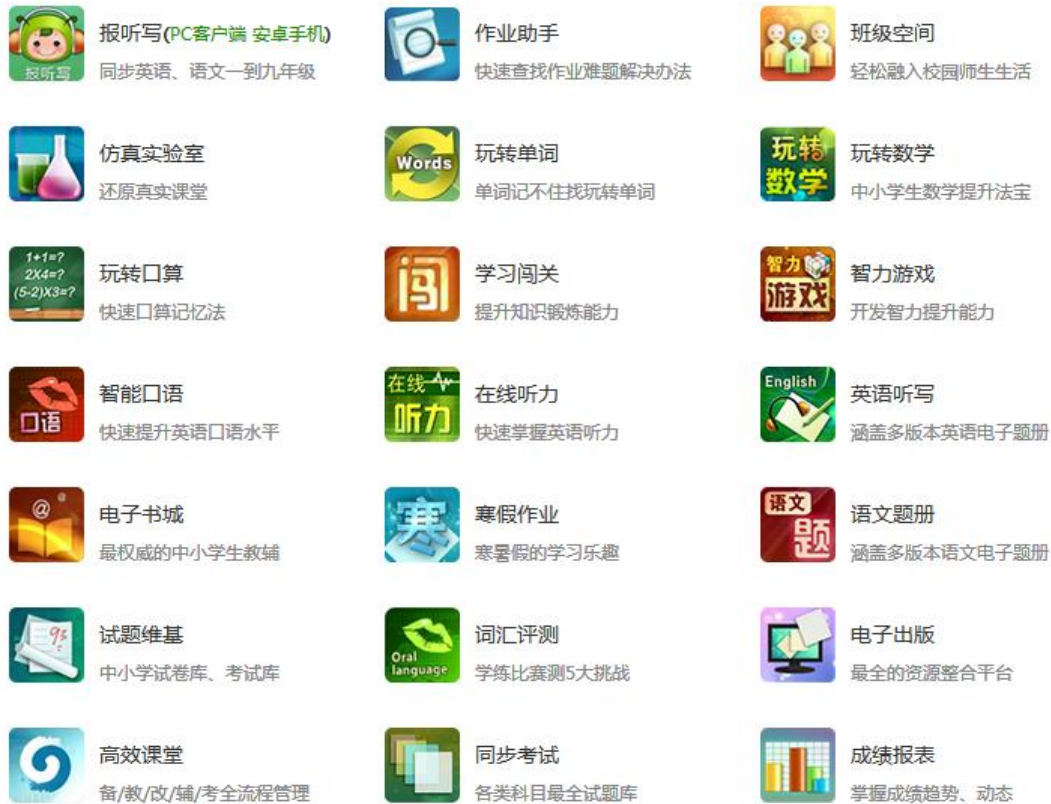 报听写
报听写(PC客户端 安卓手机)
同步英语、语文一到九年级
作业助手
快速查找作业难题解决办法
班级空间
轻松融入校园师生生活
仿真实验室
还原真实课堂
Words
玩转单词
单词记不住找玩转单词
玩转
数学
玩转数学
中小学生数学提升法宝
1+1=?
2X4=?
(5-2)X3=?
玩转口算
快速口算记忆法
闯
学习闯关
提升知识锻炼能力
智力
游戏
智力游戏
开发智力提升能力
口语
智能口语
快速提升英语口语水平
在线
听力
在线听力
快速掌握英语听力
English
英语听写
涵盖多版本英语电子题册
@
@
电子书城
最权威的中小学生教辅
寒
寒假作业
寒暑假的学习乐趣
语文
题
语文题册
涵盖多版本语文电子题册
93
试题维基
中小学试卷库、考试库
Oral
language
词汇评测
学练比赛测5大挑战
电子出版
最全的资源整合平台
高效课堂
备/教/改/辅/考全流程管理
同步考试
各类科目最全试题库
成绩报表
掌握成绩趋势、动态